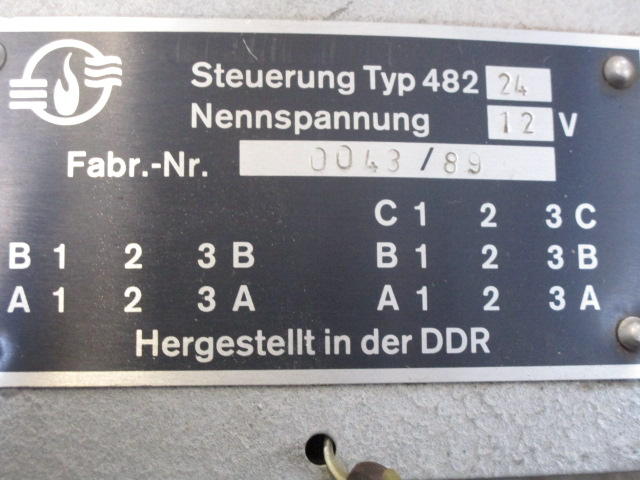 Steuerung Typ 482 24
Nennspannung 12 V
Fabr.-Nr. 0043/89
C 1 2 3 C
B 1 2 3 B B 1 2 3 B
A 1 2 3 A A 1 2 3 A
Hergestellt in der DDR